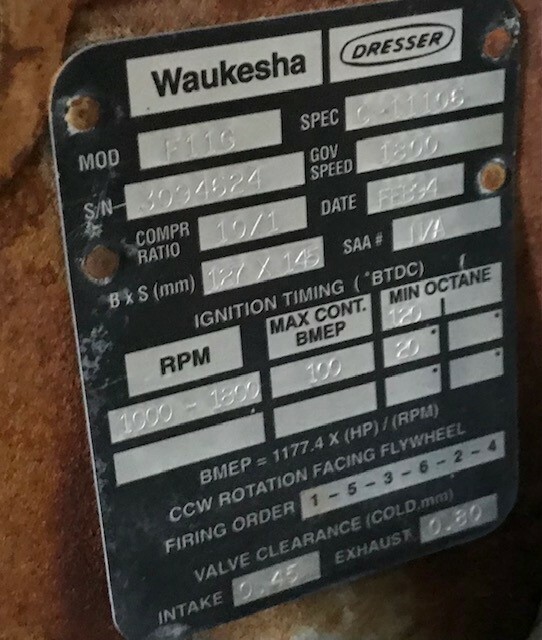 Waukesha DRESSER
MOD F11G SPEC C-11106
S/N 3094624 GOV SPEED 1800
COMPR RATIO 10/1 DATE FEB94
B x S (mm) 127 X 145 SAA # N/A
IGNITION TIMING (°BTDC)
RPM MAX CONT. BMEP MIN OCTANE
120
1000 - 1800 100 20°
BMEP = 1177.4 X (HP) / (RPM)
CCW ROTATION FACING FLYWHEEL
FIRING ORDER 1 - 5 - 3 - 6 - 2 - 4
VALVE CLEARANCE (COLD,mm)
INTAKE 0.45 EXHAUST 0.80